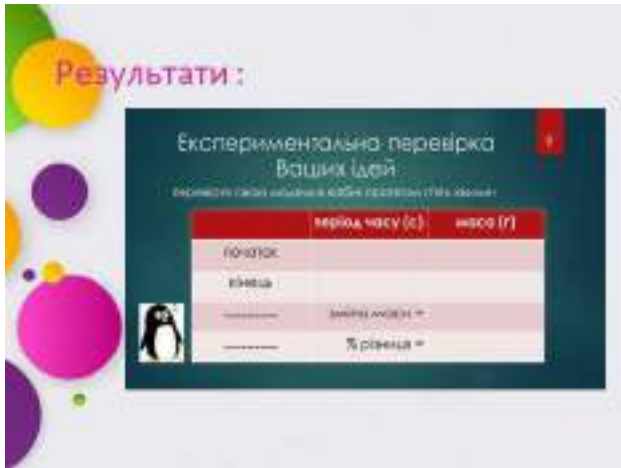 Результати :
Експериментальна перевірка
Ваших ідей
період часу (с) маса (г)
початок
кінець
---------- зміна маси =
---------- % різниця =